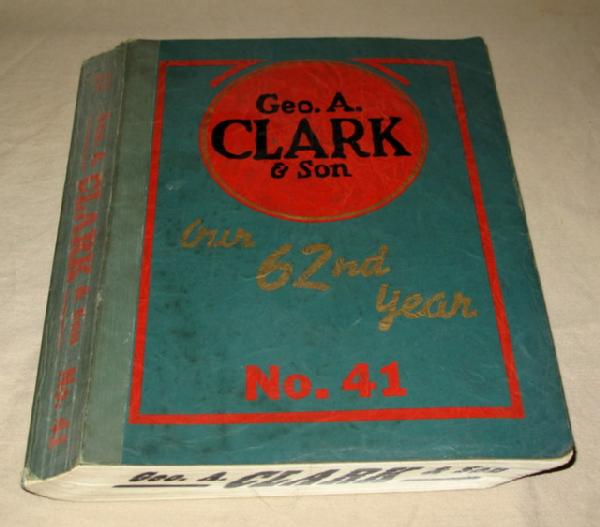 Geo. A.
CLARK
& Son
Our
62nd
Year
No. 41
Geo. A. CLARK & Son
Geo. A. CLARK & Son No. 41